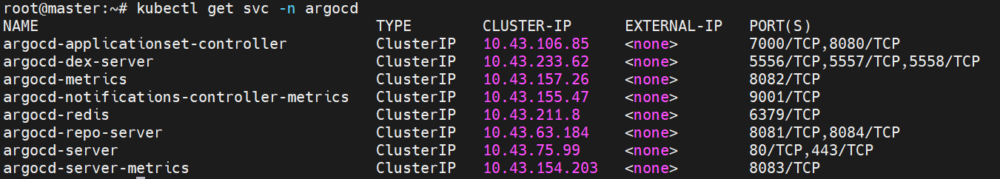 root@master:~# kubectl get svc -n argocd
NAME TYPE CLUSTER-IP EXTERNAL-IP PORT(S)
argocd-applicationset-controller ClusterIP 10.43.106.85 <none> 7000/TCP,8080/TCP
argocd-dex-server ClusterIP 10.43.233.62 <none> 5556/TCP,5557/TCP,5558/TCP
argocd-metrics ClusterIP 10.43.157.26 <none> 8082/TCP
argocd-notifications-controller-metrics ClusterIP 10.43.155.47 <none> 9001/TCP
argocd-redis ClusterIP 10.43.211.8 <none> 6379/TCP
argocd-repo-server ClusterIP 10.43.63.184 <none> 8081/TCP,8084/TCP
argocd-server ClusterIP 10.43.75.99 <none> 80/TCP,443/TCP
argocd-server-metrics ClusterIP 10.43.154.203 <none> 8083/TCP